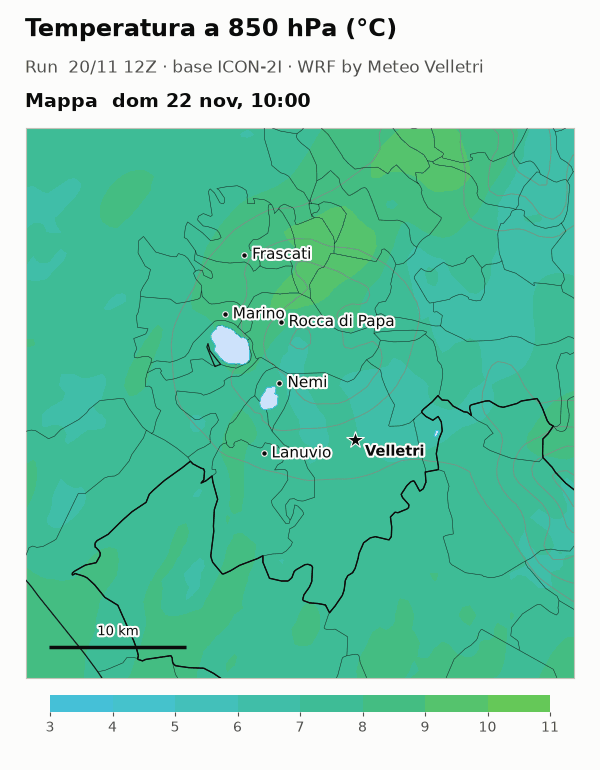 Temperatura a 850 hPa (°C)
Run  20/11 12Z · base ICON-2I · WRF by Meteo Velletri
Mappa  dom 22 nov, 10:00
Frascati
Marino
Rocca di Papa
Nemi
Lanuvio
Velletri
10 km
3 4 5 6 7 8 9 10 11